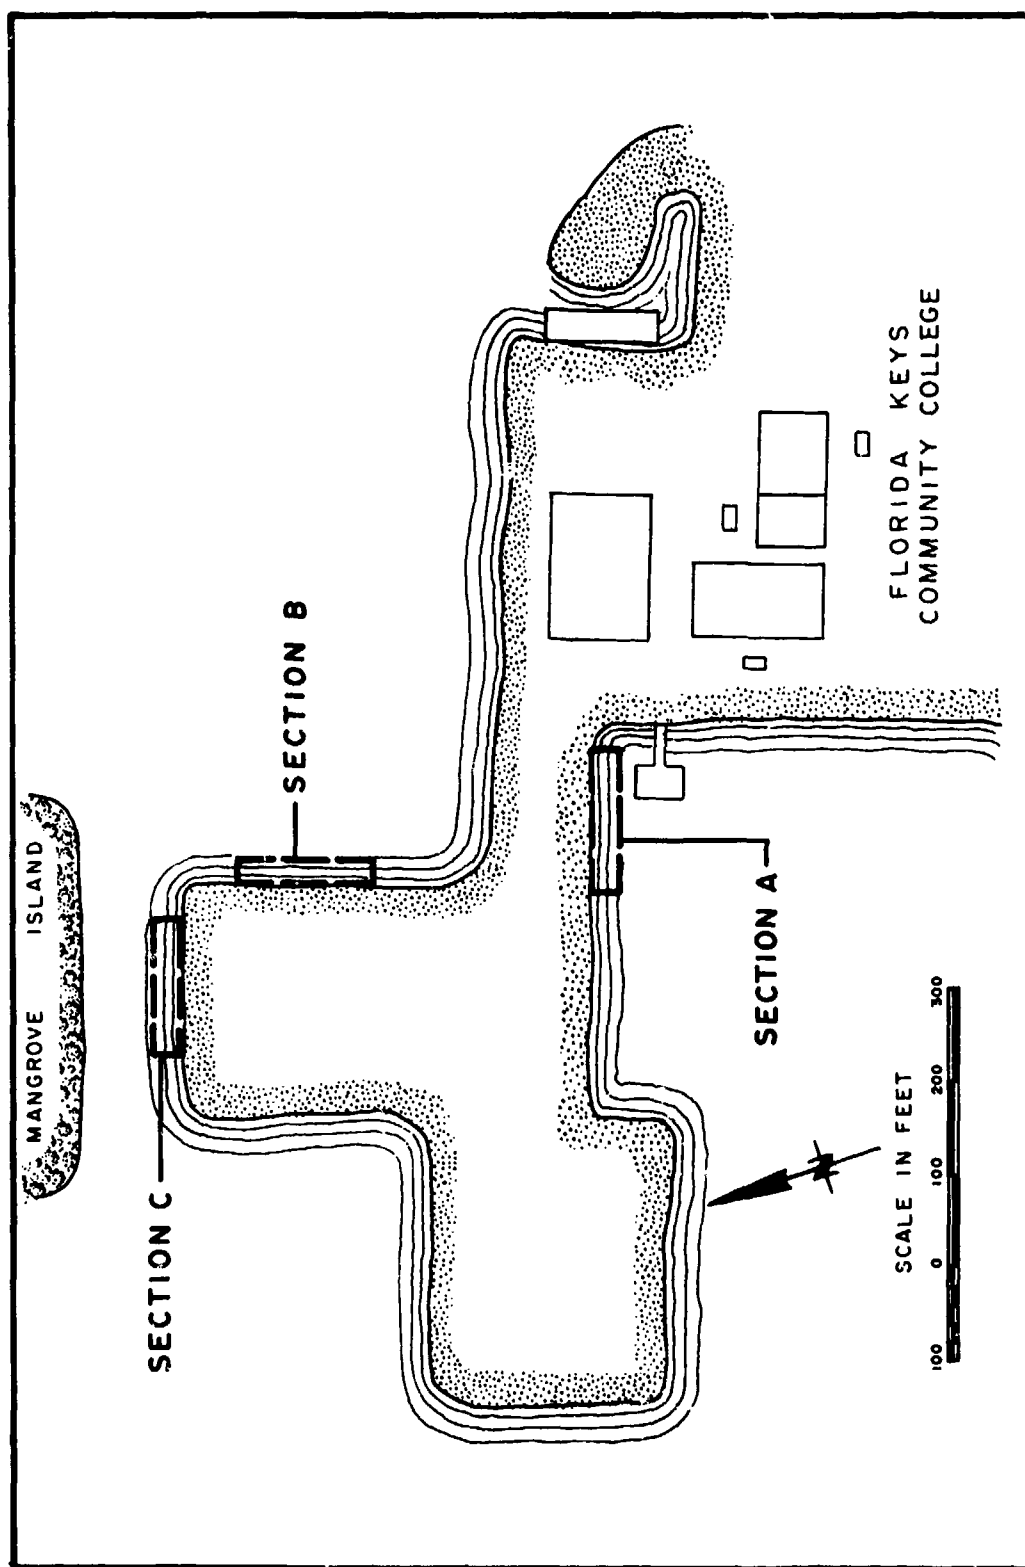 MANGROVE ISLAND
SECTION C
SECTION B
SECTION A
FLORIDA KEYS
COMMUNITY COLLEGE
SCALE IN FEET
100 0 100 200 300